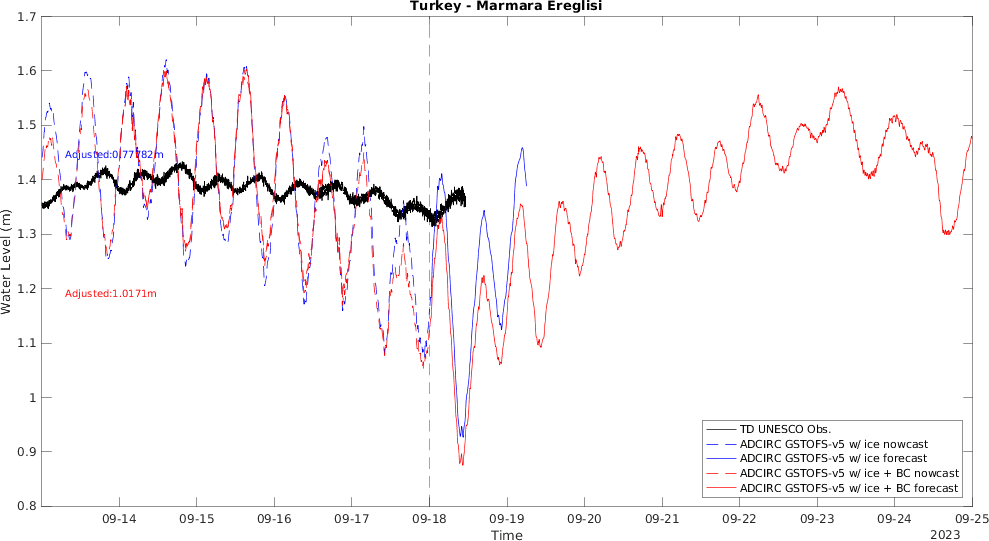 Turkey - Marmara Ereglisi
1.7
1.6
1.5
1.4
1.3
1.2
1.1
1
0.9
0.8
Water Level (m)
Adjusted:0.77782m
Adjusted:1.0171m
TD UNESCO Obs.
ADCIRC GSTOFS-v5 w/ ice nowcast
ADCIRC GSTOFS-v5 w/ ice forecast
ADCIRC GSTOFS-v5 w/ ice + BC nowcast
ADCIRC GSTOFS-v5 w/ ice + BC forecast
09-14 09-15 09-16 09-17 09-18 09-19 09-20 09-21 09-22 09-23 09-24 09-25
Time
2023